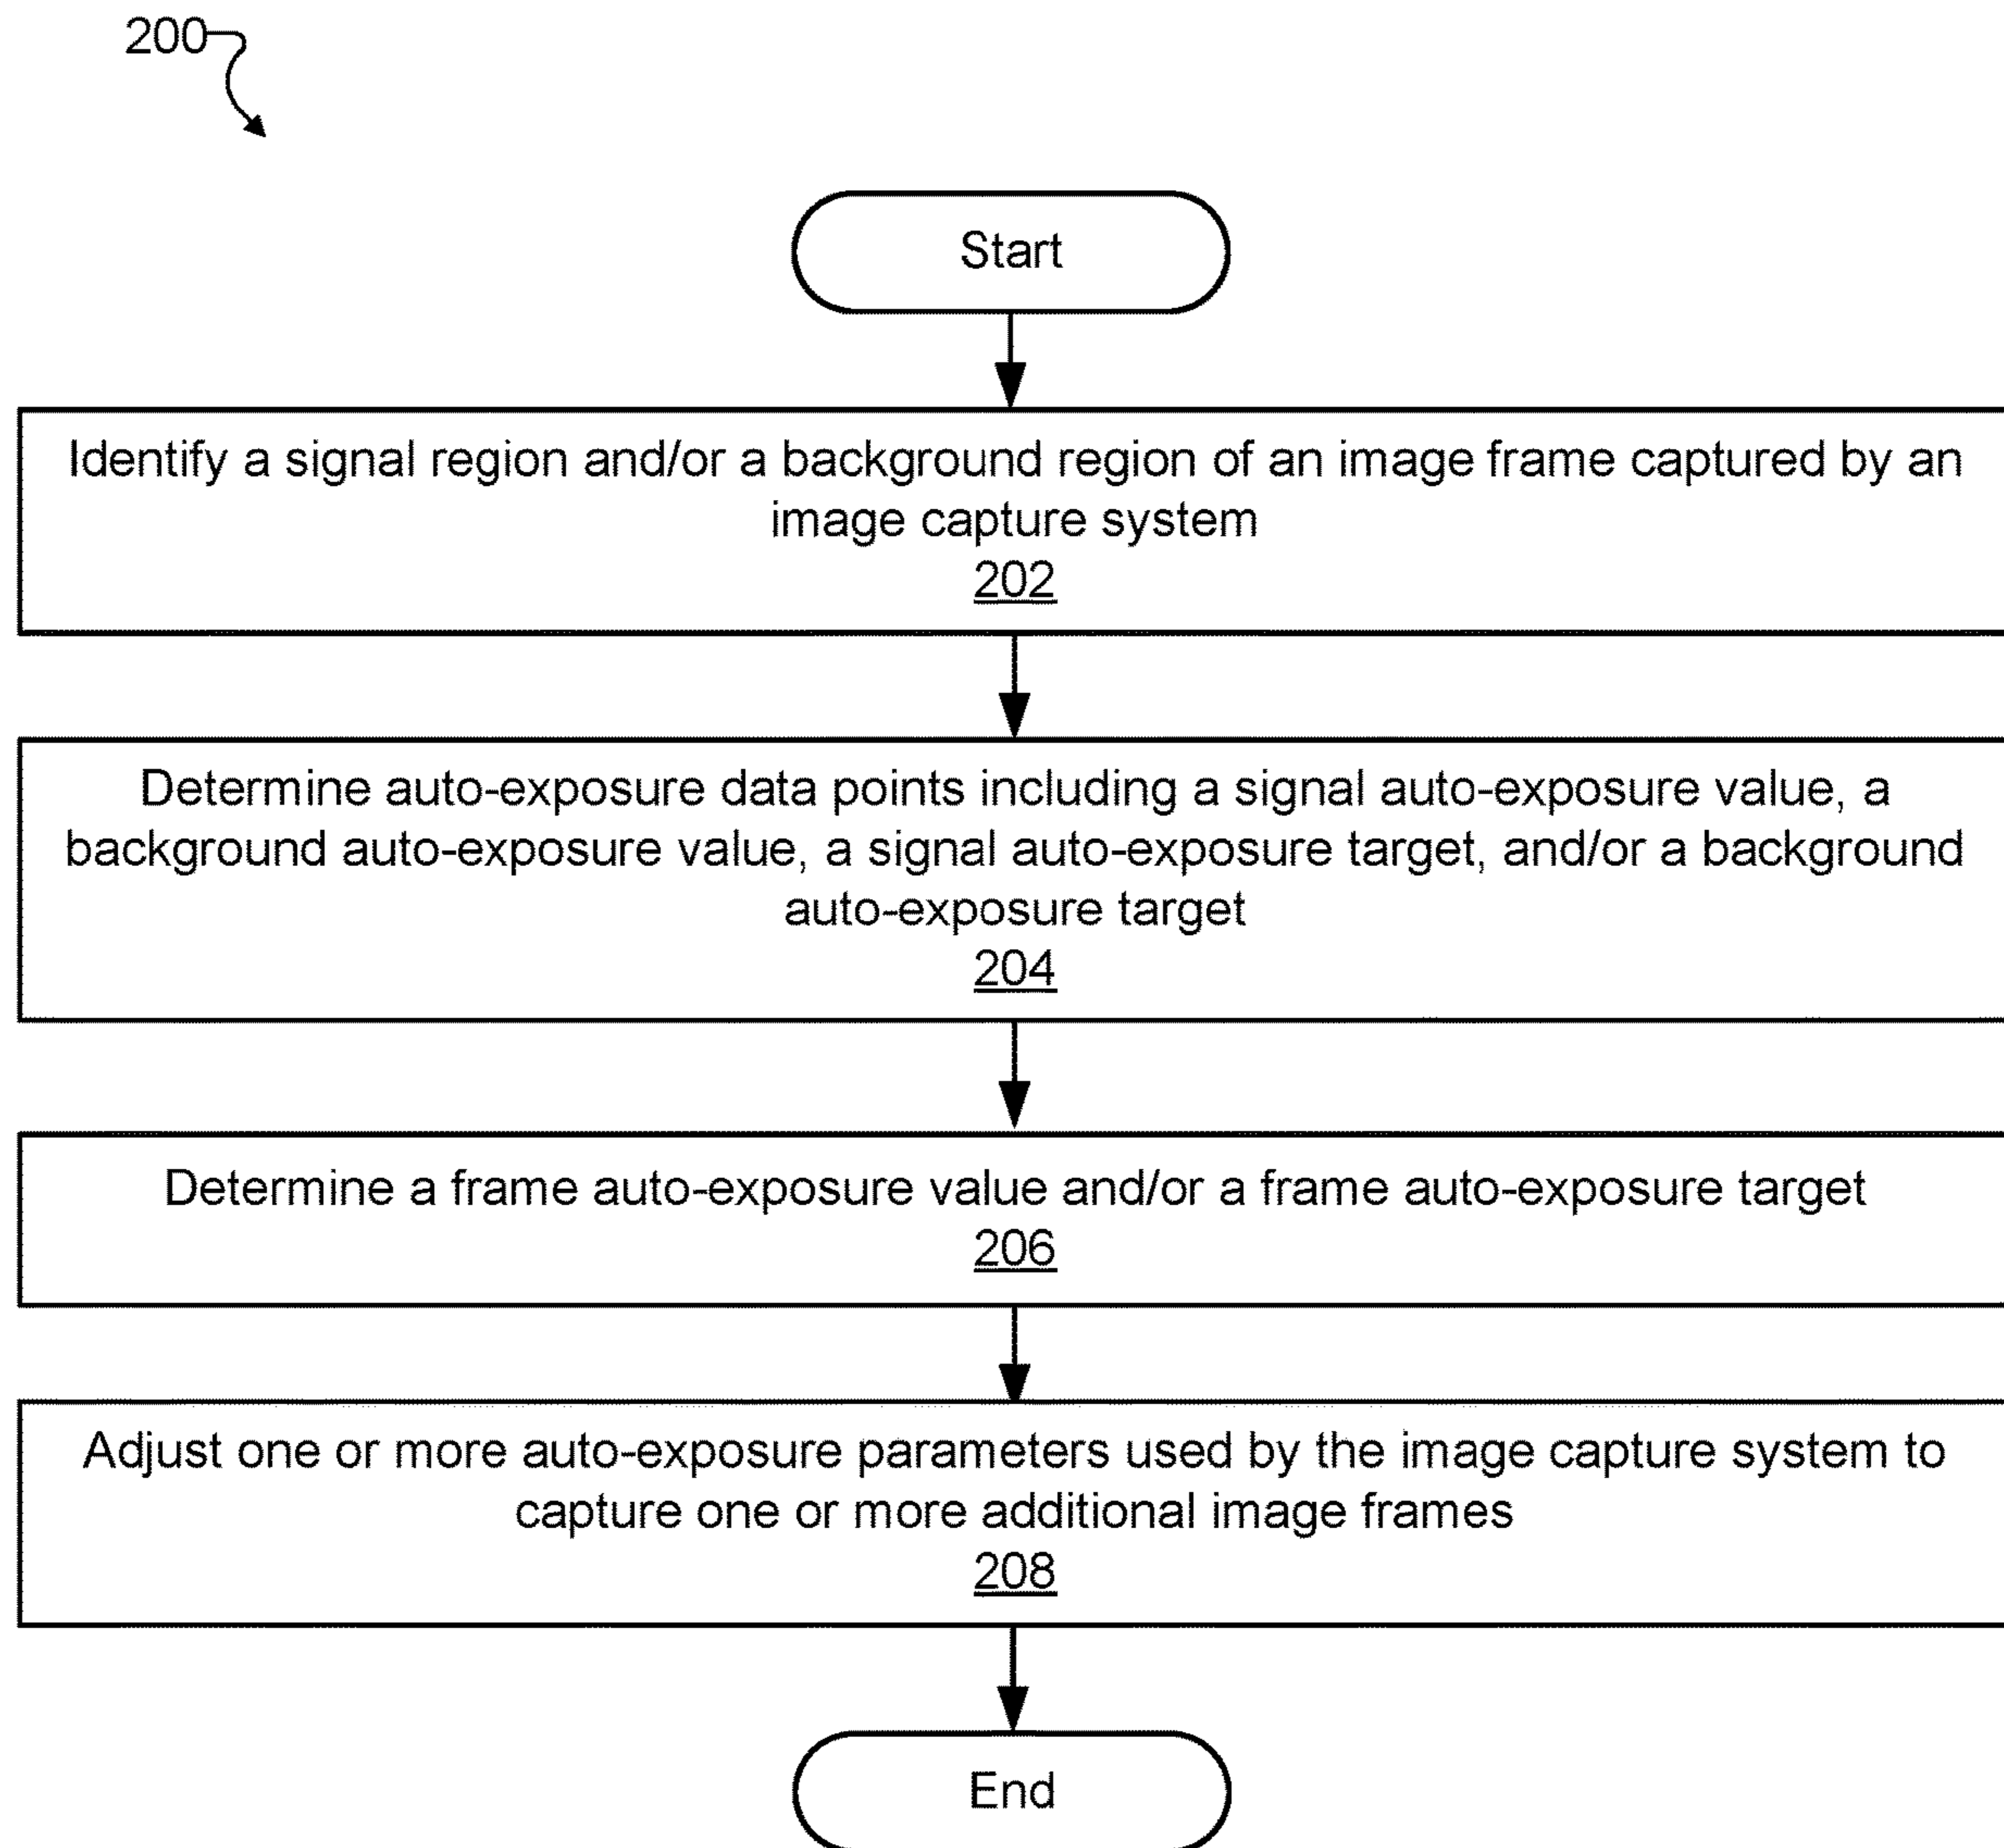 200
Start
Identify a signal region and/or a background region of an image frame captured by an
image capture system
202
Determine auto-exposure data points including a signal auto-exposure value, a
background auto-exposure value, a signal auto-exposure target, and/or a background
auto-exposure target
204
Determine a frame auto-exposure value and/or a frame auto-exposure target
206
Adjust one or more auto-exposure parameters used by the image capture system to
capture one or more additional image frames
208
End